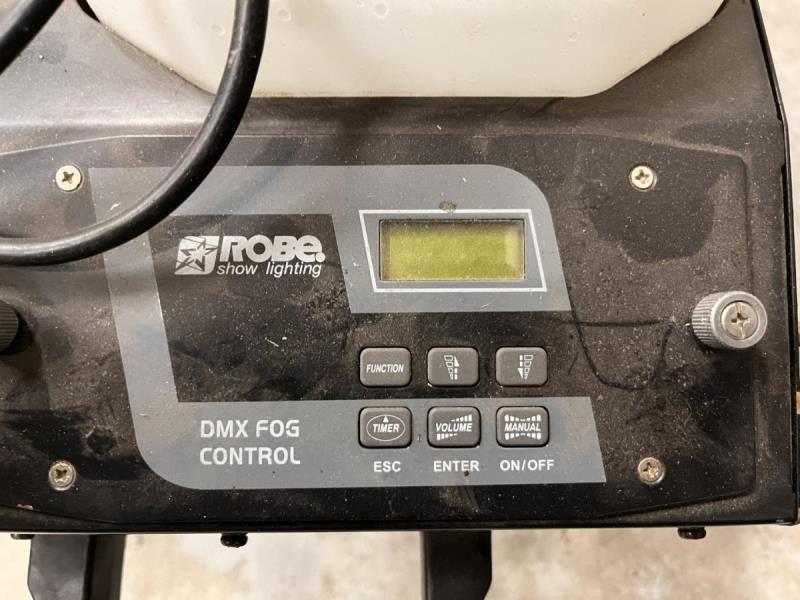 ROBE.
show lighting
FUNCTION
DMX FOG
CONTROL
TIMER
VOLUME
MANUAL
ESC
ENTER
ON/OFF